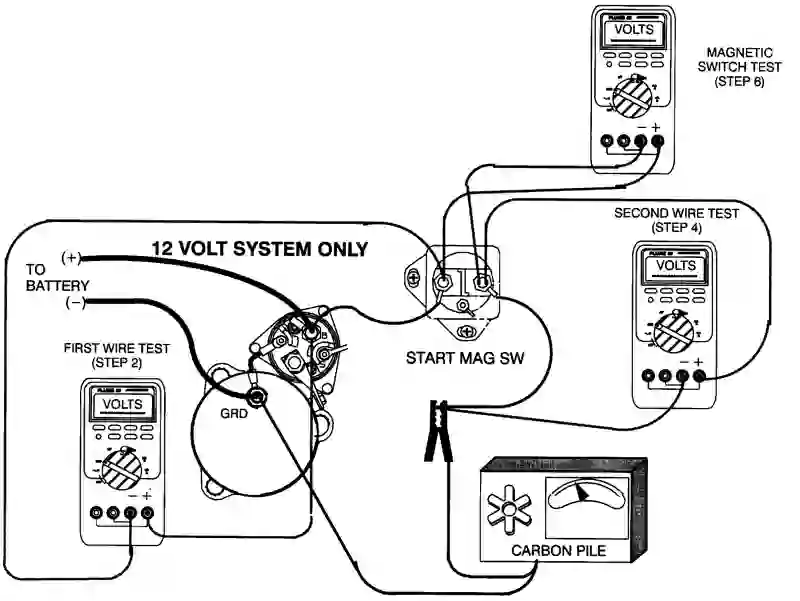 VOLTS
MAGNETIC
SWITCH TEST
(STEP 6)
SECOND WIRE TEST
(STEP 4)
VOLTS
12 VOLT SYSTEM ONLY
(+)
TO
BATTERY
(−)
START MAG SW
FIRST WIRE TEST
(STEP 2)
VOLTS
GRD
− +
− +
− +
CARBON PILE